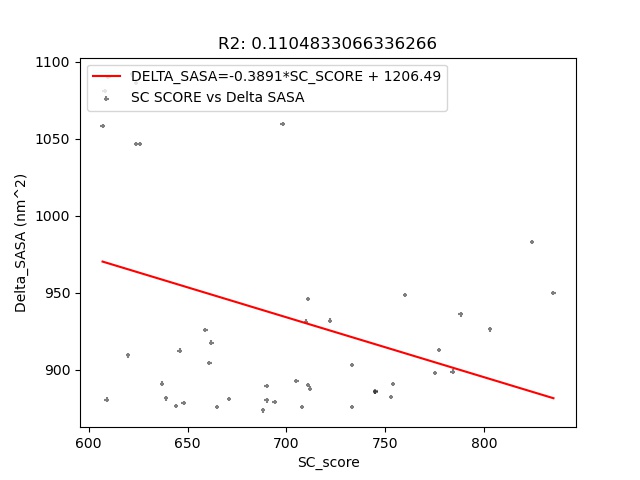 R2: 0.1104833066336266
DELTA_SASA=-0.3891*SC_SCORE + 1206.49
SC SCORE vs Delta SASA
1100
1050
1000
950
900
Delta_SASA (nm^2)
600 650 700 750 800
SC_score